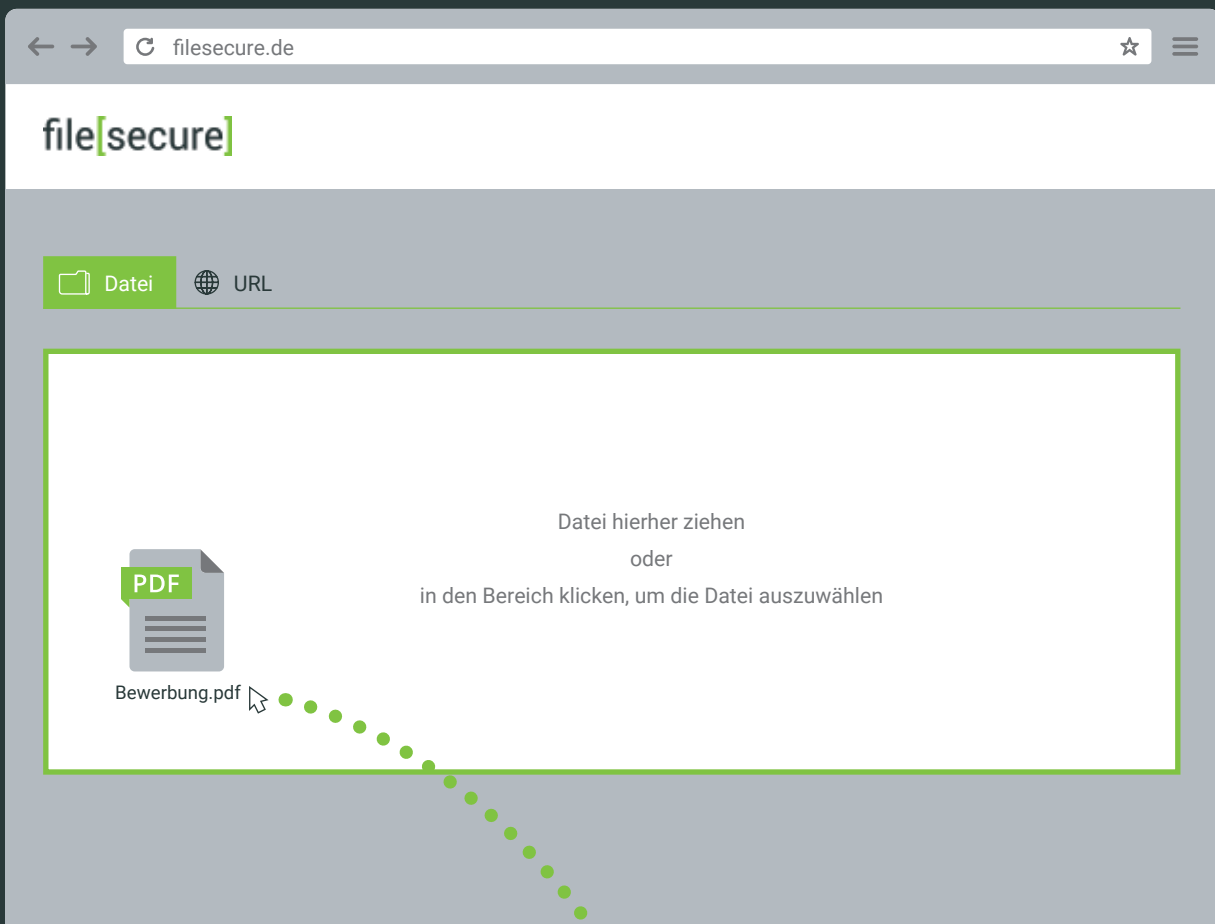 filesecure.de
file[secure]
Datei
URL
Datei hierher ziehen
oder
in den Bereich klicken, um die Datei auszuwählen
PDF
Bewerbung.pdf